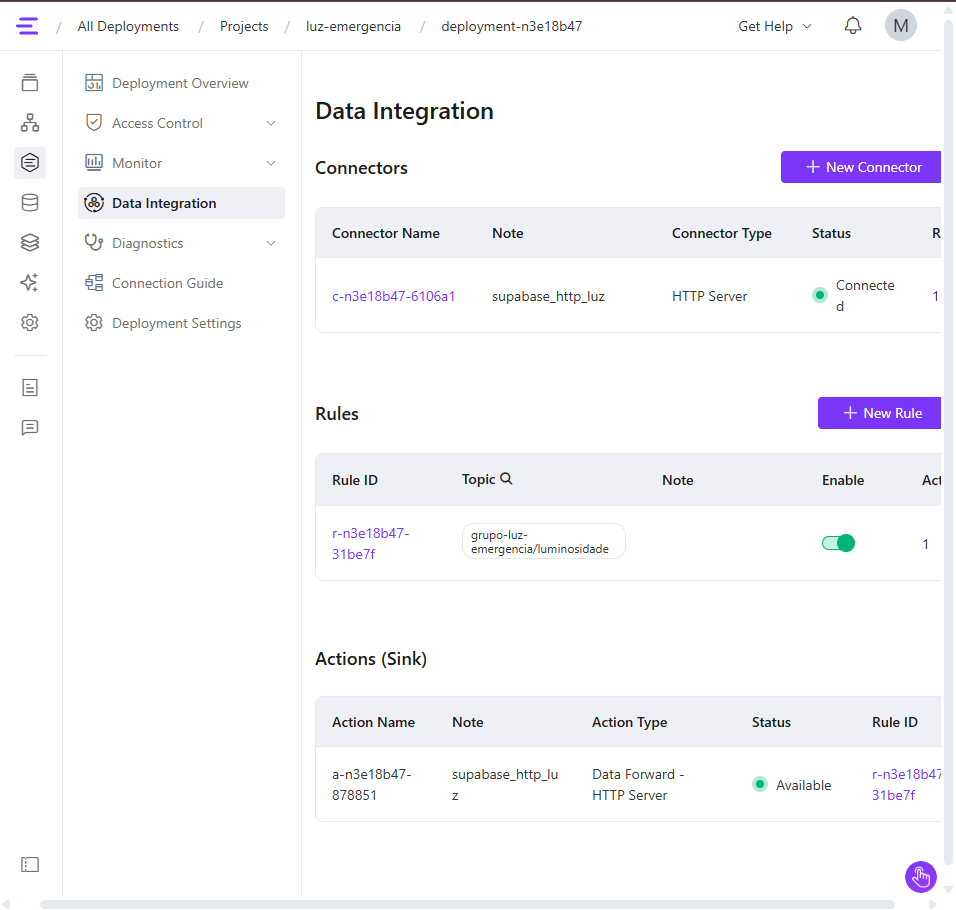 / All Deployments / Projects / luz-emergencia / deployment-n3e18b47
Get Help
M
Deployment Overview
Access Control
Monitor
Data Integration
Diagnostics
Connection Guide
Deployment Settings
Data Integration
Connectors
+ New Connector
Connector Name Note Connector Type Status R
c-n3e18b47-6106a1 supabase_http_luz HTTP Server Connecte
d
1
Rules
+ New Rule
Rule ID Topic Note Enable Act
r-n3e18b47-
31be7f
grupo-luz-
emergencia/luminosidade
1
Actions (Sink)
Action Name Note Action Type Status Rule ID
a-n3e18b47-
878851
supabase_http_lu
z
Data Forward -
HTTP Server
Available
r-n3e18b47
31be7f